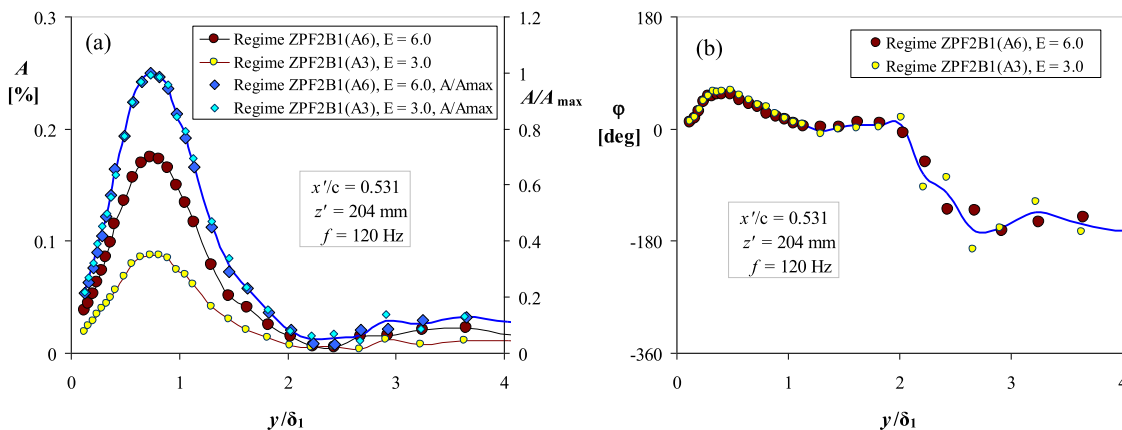 0.3
0.2
0.1
0
A
[%]
(a)
Regime ZPF2B1(A6), E = 6.0
Regime ZPF2B1(A3), E = 3.0
Regime ZPF2B1(A6), E = 6.0, A/Amax
Regime ZPF2B1(A3), E = 3.0, A/Amax
x′/c = 0.531
z′ = 204 mm
f = 120 Hz
1.2
1
0.8
0.6
0.4
0.2
0
A/Amax
0 1 2 3 4
y/δ1
180
0
-180
-360
φ
[deg]
(b)
Regime ZPF2B1(A6), E = 6.0
Regime ZPF2B1(A3), E = 3.0
x′/c = 0.531
z′ = 204 mm
f = 120 Hz
0 1 2 3 4
y/δ1